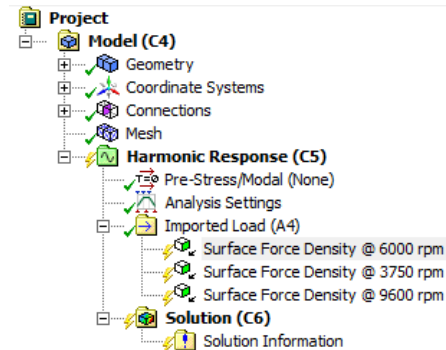 Project
Model (C4)
Geometry
Coordinate Systems
Connections
Mesh
Harmonic Response (C5)
T=0 Pre-Stress/Modal (None)
Analysis Settings
Imported Load (A4)
Surface Force Density @ 6000 rpm
Surface Force Density @ 3750 rpm
Surface Force Density @ 9600 rpm
Solution (C6)
Solution Information